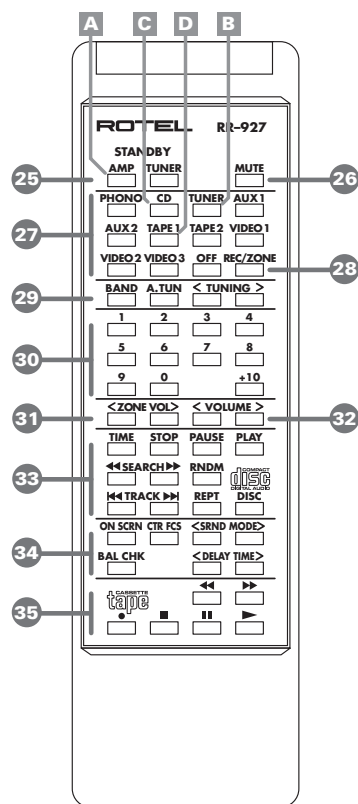 A C D B
ROTEL RR-927
STANDBY
25 AMP TUNER MUTE 26
PHONO CD TUNER AUX 1
27 AUX 2 TAPE 1 TAPE 2 VIDEO 1
VIDEO 2 VIDEO 3 OFF REC/ZONE 28
29 BAND A.TUN < TUNING >
1 2 3 4
30 5 6 7 8
9 0 +10
31 <ZONE VOL> < VOLUME > 32
TIME STOP PAUSE PLAY
33 ◀◀SEARCH▶▶ RNDM COMPACT disc DIGITAL AUDIO
|◀◀ TRACK ▶▶| REPT DISC
ON SCRN CTR FCS <SRND MODE>
34 BAL CHK <DELAY TIME>
35 CASSETTE tape ◀◀ ▶▶
● ■ ▮▮ ▶